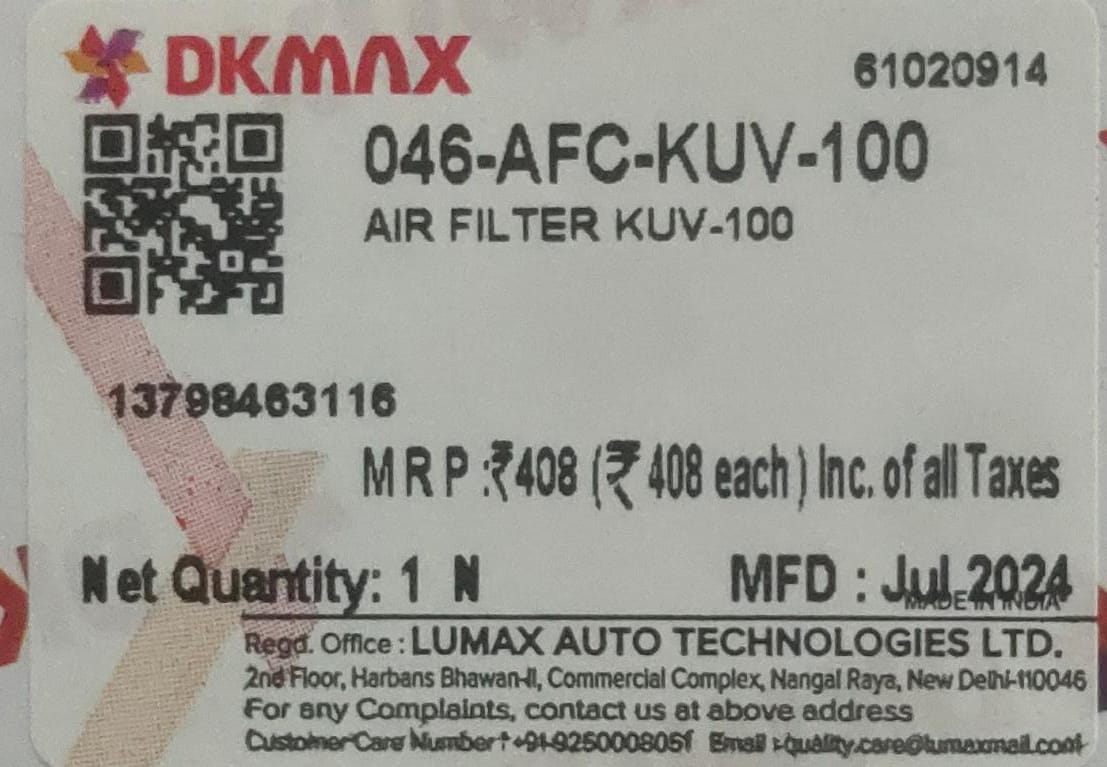 DKMAX
61020914
046-AFC-KUV-100
AIR FILTER KUV-100
13798463116
MRP :₹408 (₹ 408 each) Inc. of all Taxes
Net Quantity: 1 N
MFD : Jul 2024
MADE IN INDIA
Regd. Office : LUMAX AUTO TECHNOLOGIES LTD.
2nd Floor, Harbans Bhawan-II, Commercial Complex, Nangal Raya, New Delhi-110046
For any Complaints, contact us at above address
Customer Care Number : +91-9250008051 Email : quality.care@lumaxmail.com